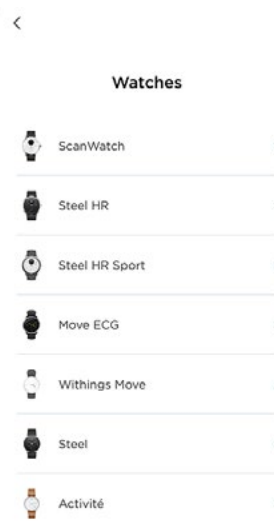 Watches
ScanWatch
Steel HR
Steel HR Sport
Move ECG
Withings Move
Steel
Activité